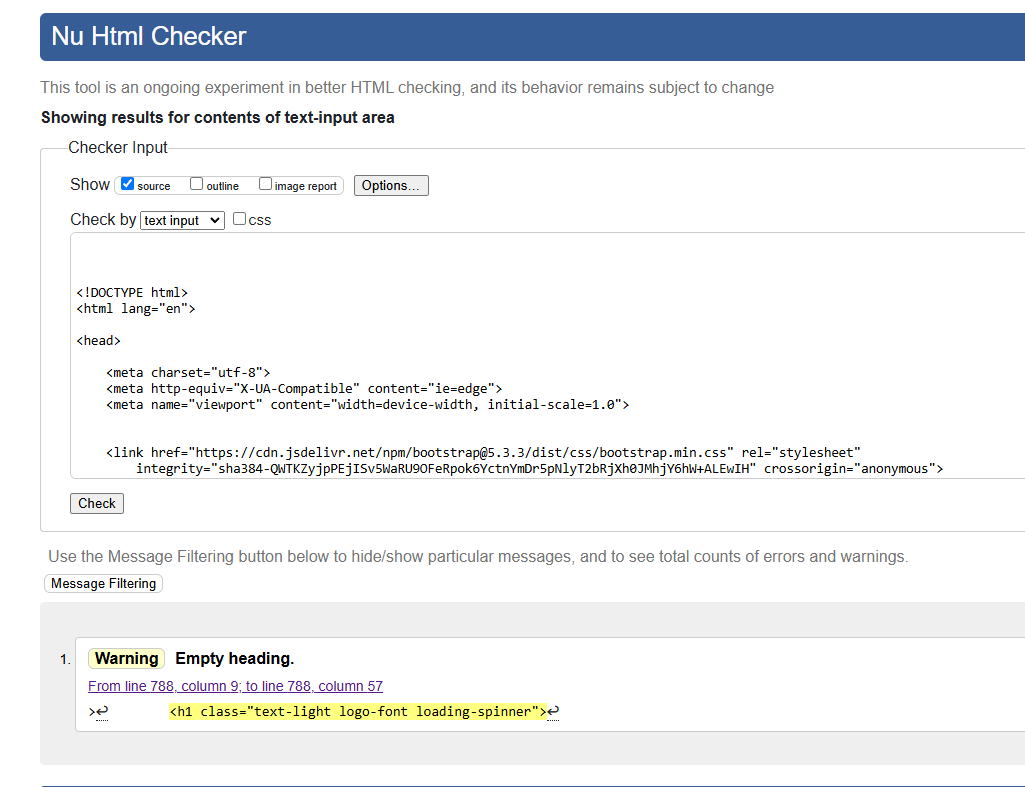 Nu Html Checker
This tool is an ongoing experiment in better HTML checking, and its behavior remains subject to change
Showing results for contents of text-input area
Checker Input
Show source outline image report Options...
Check by text input css
<!DOCTYPE html>
<html lang="en">
<head>
<meta charset="utf-8">
<meta http-equiv="X-UA-Compatible" content="ie=edge">
<meta name="viewport" content="width=device-width, initial-scale=1.0">
<link href="https://cdn.jsdelivr.net/npm/bootstrap@5.3.3/dist/css/bootstrap.min.css" rel="stylesheet"
integrity="sha384-QWTKZyjpPEjISv5WaRU9OFeRpok6YctnYmDr5pNlyT2bRjXh0JMhjY6hW+ALEwIH" crossorigin="anonymous">
Check
Use the Message Filtering button below to hide/show particular messages, and to see total counts of errors and warnings.
Message Filtering
1. Warning Empty heading.
From line 788, column 9; to line 788, column 57
>↩ <h1 class="text-light logo-font loading-spinner">↩